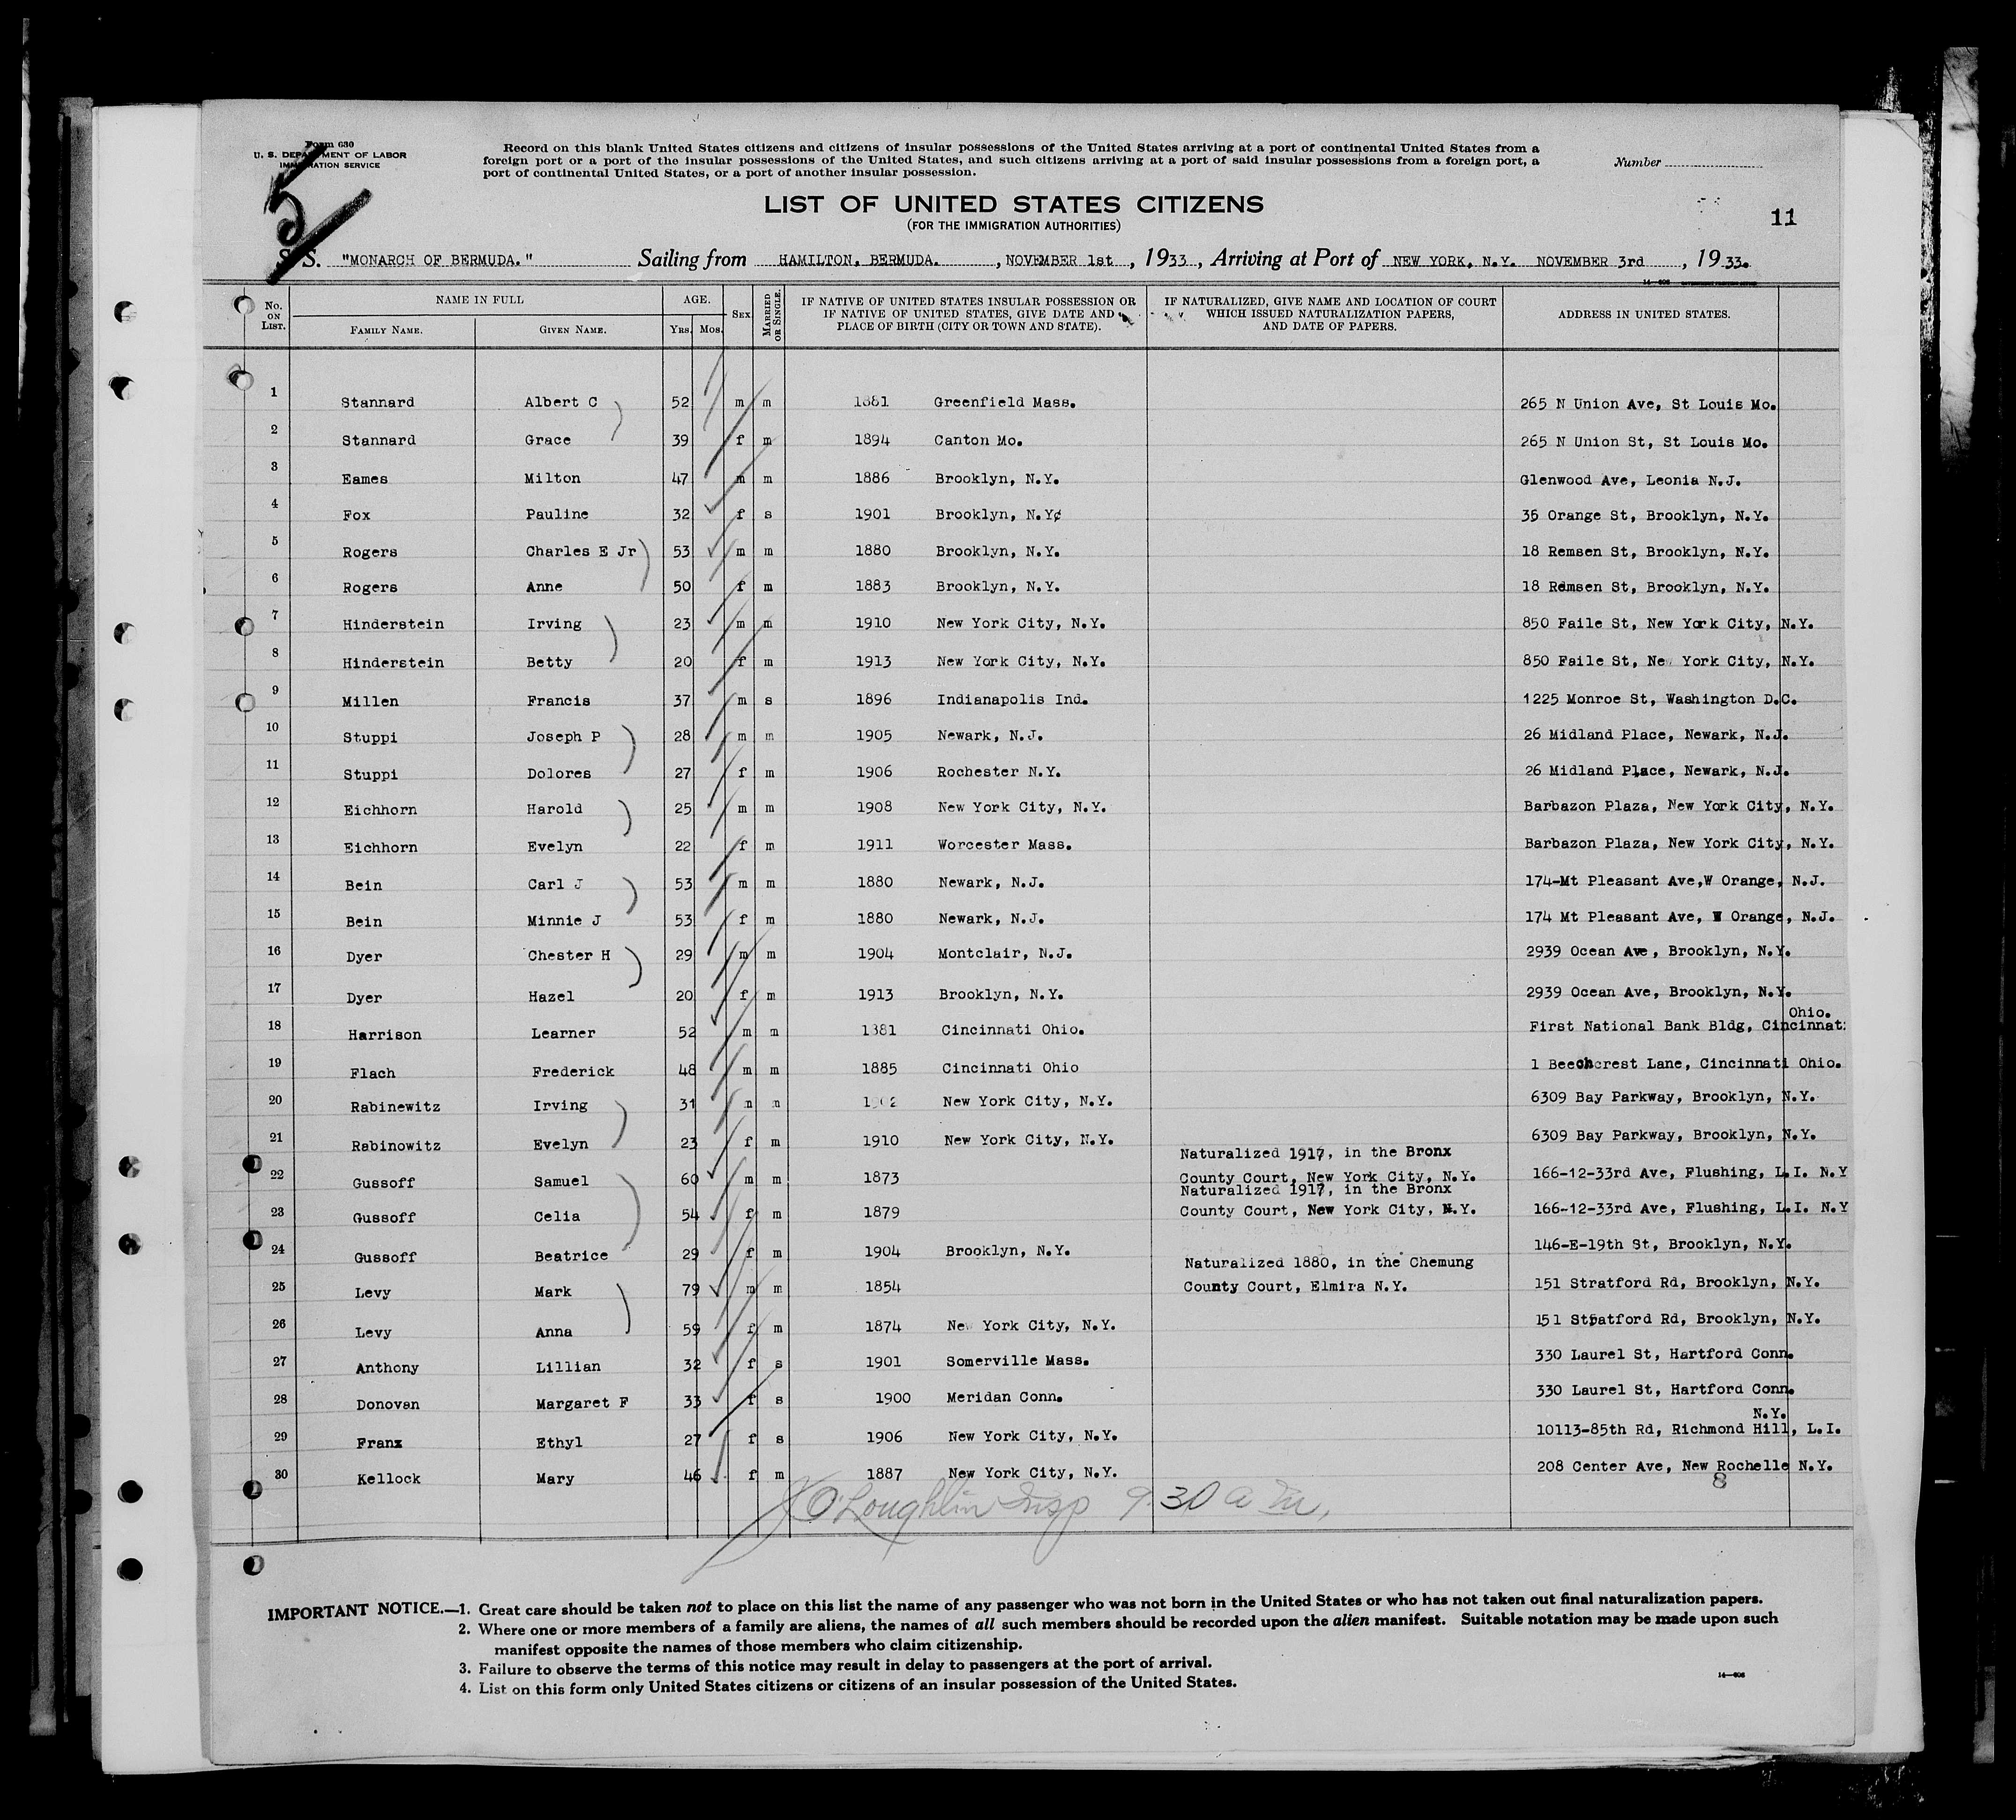 Form 630
U. S. DEPARTMENT OF LABOR
IMMIGRATION SERVICE
Record on this blank United States citizens and citizens of insular possessions of the United States arriving at a port of continental United States from a
foreign port or a port of the insular possessions of the United States, and such citizens arriving at a port of said insular possessions from a foreign port, a
port of continental United States, or a port of another insular possession.
Number
5
LIST OF UNITED STATES CITIZENS
(FOR THE IMMIGRATION AUTHORITIES)
11
S. S. "MONARCH OF BERMUDA." Sailing from HAMILTON, BERMUDA. , NOVEMBER 1st , 1933 , Arriving at Port of NEW YORK, N.Y. NOVEMBER 3rd , 1933.
No. ON LIST. NAME IN FULL FAMILY NAME. GIVEN NAME. AGE. YRS. MOS. SEX MARRIED OR SINGLE. IF NATIVE OF UNITED STATES INSULAR POSSESSION OR IF NATIVE OF UNITED STATES, GIVE DATE AND PLACE OF BIRTH (CITY OR TOWN AND STATE). IF NATURALIZED, GIVE NAME AND LOCATION OF COURT WHICH ISSUED NATURALIZATION PAPERS, AND DATE OF PAPERS. ADDRESS IN UNITED STATES.
1 Stannard Albert C 52 m m 1881 Greenfield Mass. 265 N Union Ave, St Louis Mo.
2 Stannard Grace 39 f m 1894 Canton Mo. 265 N Union St, St Louis Mo.
3 Eames Milton 47 m m 1886 Brooklyn, N.Y. Glenwood Ave, Leonia N.J.
4 Fox Pauline 32 f s 1901 Brooklyn, N.Y¢ 35 Orange St, Brooklyn, N.Y.
5 Rogers Charles E Jr 53 m m 1880 Brooklyn, N.Y. 18 Remsen St, Brooklyn, N.Y.
6 Rogers Anne 50 f m 1883 Brooklyn, N.Y. 18 Remsen St, Brooklyn, N.Y.
7 Hinderstein Irving 23 m m 1910 New York City, N.Y. 850 Faile St, New York City, N.Y.
8 Hinderstein Betty 20 f m 1913 New York City, N.Y. 850 Faile St, New York City, N.Y.
9 Millen Francis 37 m s 1896 Indianapolis Ind. 1225 Monroe St, Washington D.C.
10 Stuppi Joseph P 28 m m 1905 Newark, N.J. 26 Midland Place, Newark, N.J.
11 Stuppi Dolores 27 f m 1906 Rochester N.Y. 26 Midland Place, Newark, N.J.
12 Eichhorn Harold 25 m m 1908 New York City, N.Y. Barbazon Plaza, New York City, N.Y.
13 Eichhorn Evelyn 22 f m 1911 Worcester Mass. Barbazon Plaza, New York City, N.Y.
14 Bein Carl J 53 m m 1880 Newark, N.J. 174-Mt Pleasant Ave,W Orange, N.J.
15 Bein Minnie J 53 f m 1880 Newark, N.J. 174 Mt Pleasant Ave, W Orange, N.J.
16 Dyer Chester H 29 m m 1904 Montclair, N.J. 2939 Ocean Ave, Brooklyn, N.Y.
17 Dyer Hazel 20 f m 1913 Brooklyn, N.Y. 2939 Ocean Ave, Brooklyn, N.Y.
Ohio.
18 Harrison Learner 52 m m 1881 Cincinnati Ohio. First National Bank Bldg, Cincinnati
19 Flach Frederick 48 m m 1885 Cincinnati Ohio 1 Beechcrest Lane, Cincinnati Ohio.
20 Rabinewitz Irving 31 m m 1902 New York City, N.Y. 6309 Bay Parkway, Brooklyn, N.Y.
21 Rabinowitz Evelyn 23 f m 1910 New York City, N.Y. 6309 Bay Parkway, Brooklyn, N.Y.
Naturalized 1917, in the Bronx
22 Gussoff Samuel 60 m m 1873 County Court, New York City, N.Y. 166-12-33rd Ave, Flushing, L.I. N.Y
Naturalized 1917, in the Bronx
23 Gussoff Celia 54 f m 1879 County Court, New York City, N.Y. 166-12-33rd Ave, Flushing, L.I. N.Y
24 Gussoff Beatrice 29 f m 1904 Brooklyn, N.Y. 146-E-19th St, Brooklyn, N.Y.
Naturalized 1880, in the Chemung
25 Levy Mark 79 m m 1854 County Court, Elmira N.Y. 151 Stratford Rd, Brooklyn, N.Y.
26 Levy Anna 59 f m 1874 New York City, N.Y. 151 Stratford Rd, Brooklyn, N.Y.
27 Anthony Lillian 32 f s 1901 Somerville Mass. 330 Laurel St, Hartford Conn.
28 Donovan Margaret F 33 f s 1900 Meridan Conn. 330 Laurel St, Hartford Conn.
N.Y.
29 Franz Ethyl 27 f s 1906 New York City, N.Y. 10113-85th Rd, Richmond Hill, L.I.
30 Kellock Mary 46 f m 1887 New York City, N.Y. 208 Center Ave, New Rochelle N.Y.
8
O'Loughlin Insp 9.30 a m,
IMPORTANT NOTICE.—1. Great care should be taken not to place on this list the name of any passenger who was not born in the United States or who has not taken out final naturalization papers.
2. Where one or more members of a family are aliens, the names of all such members should be recorded upon the alien manifest. Suitable notation may be made upon such
manifest opposite the names of those members who claim citizenship.
3. Failure to observe the terms of this notice may result in delay to passengers at the port of arrival.
4. List on this form only United States citizens or citizens of an insular possession of the United States.